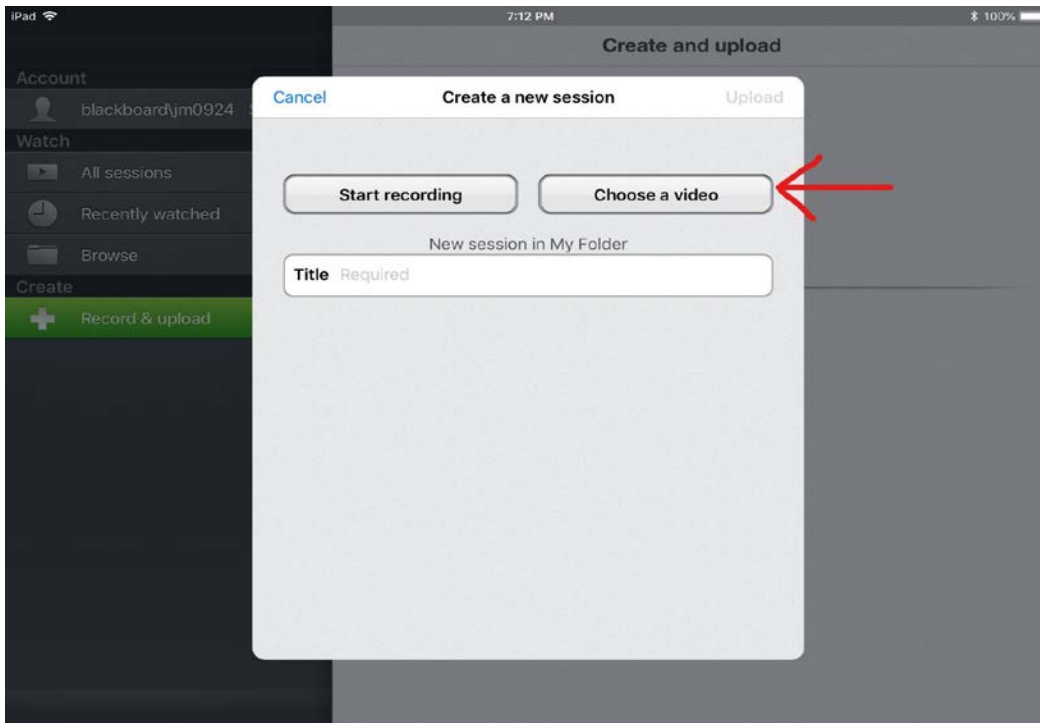 iPad 7:12 PM 100%
Create and upload
Account
blackboard\jm0924
Watch
All sessions
Recently watched
Browse
Create
Record & upload
Cancel Create a new session Upload
Start recording Choose a video
New session in My Folder
Title Required